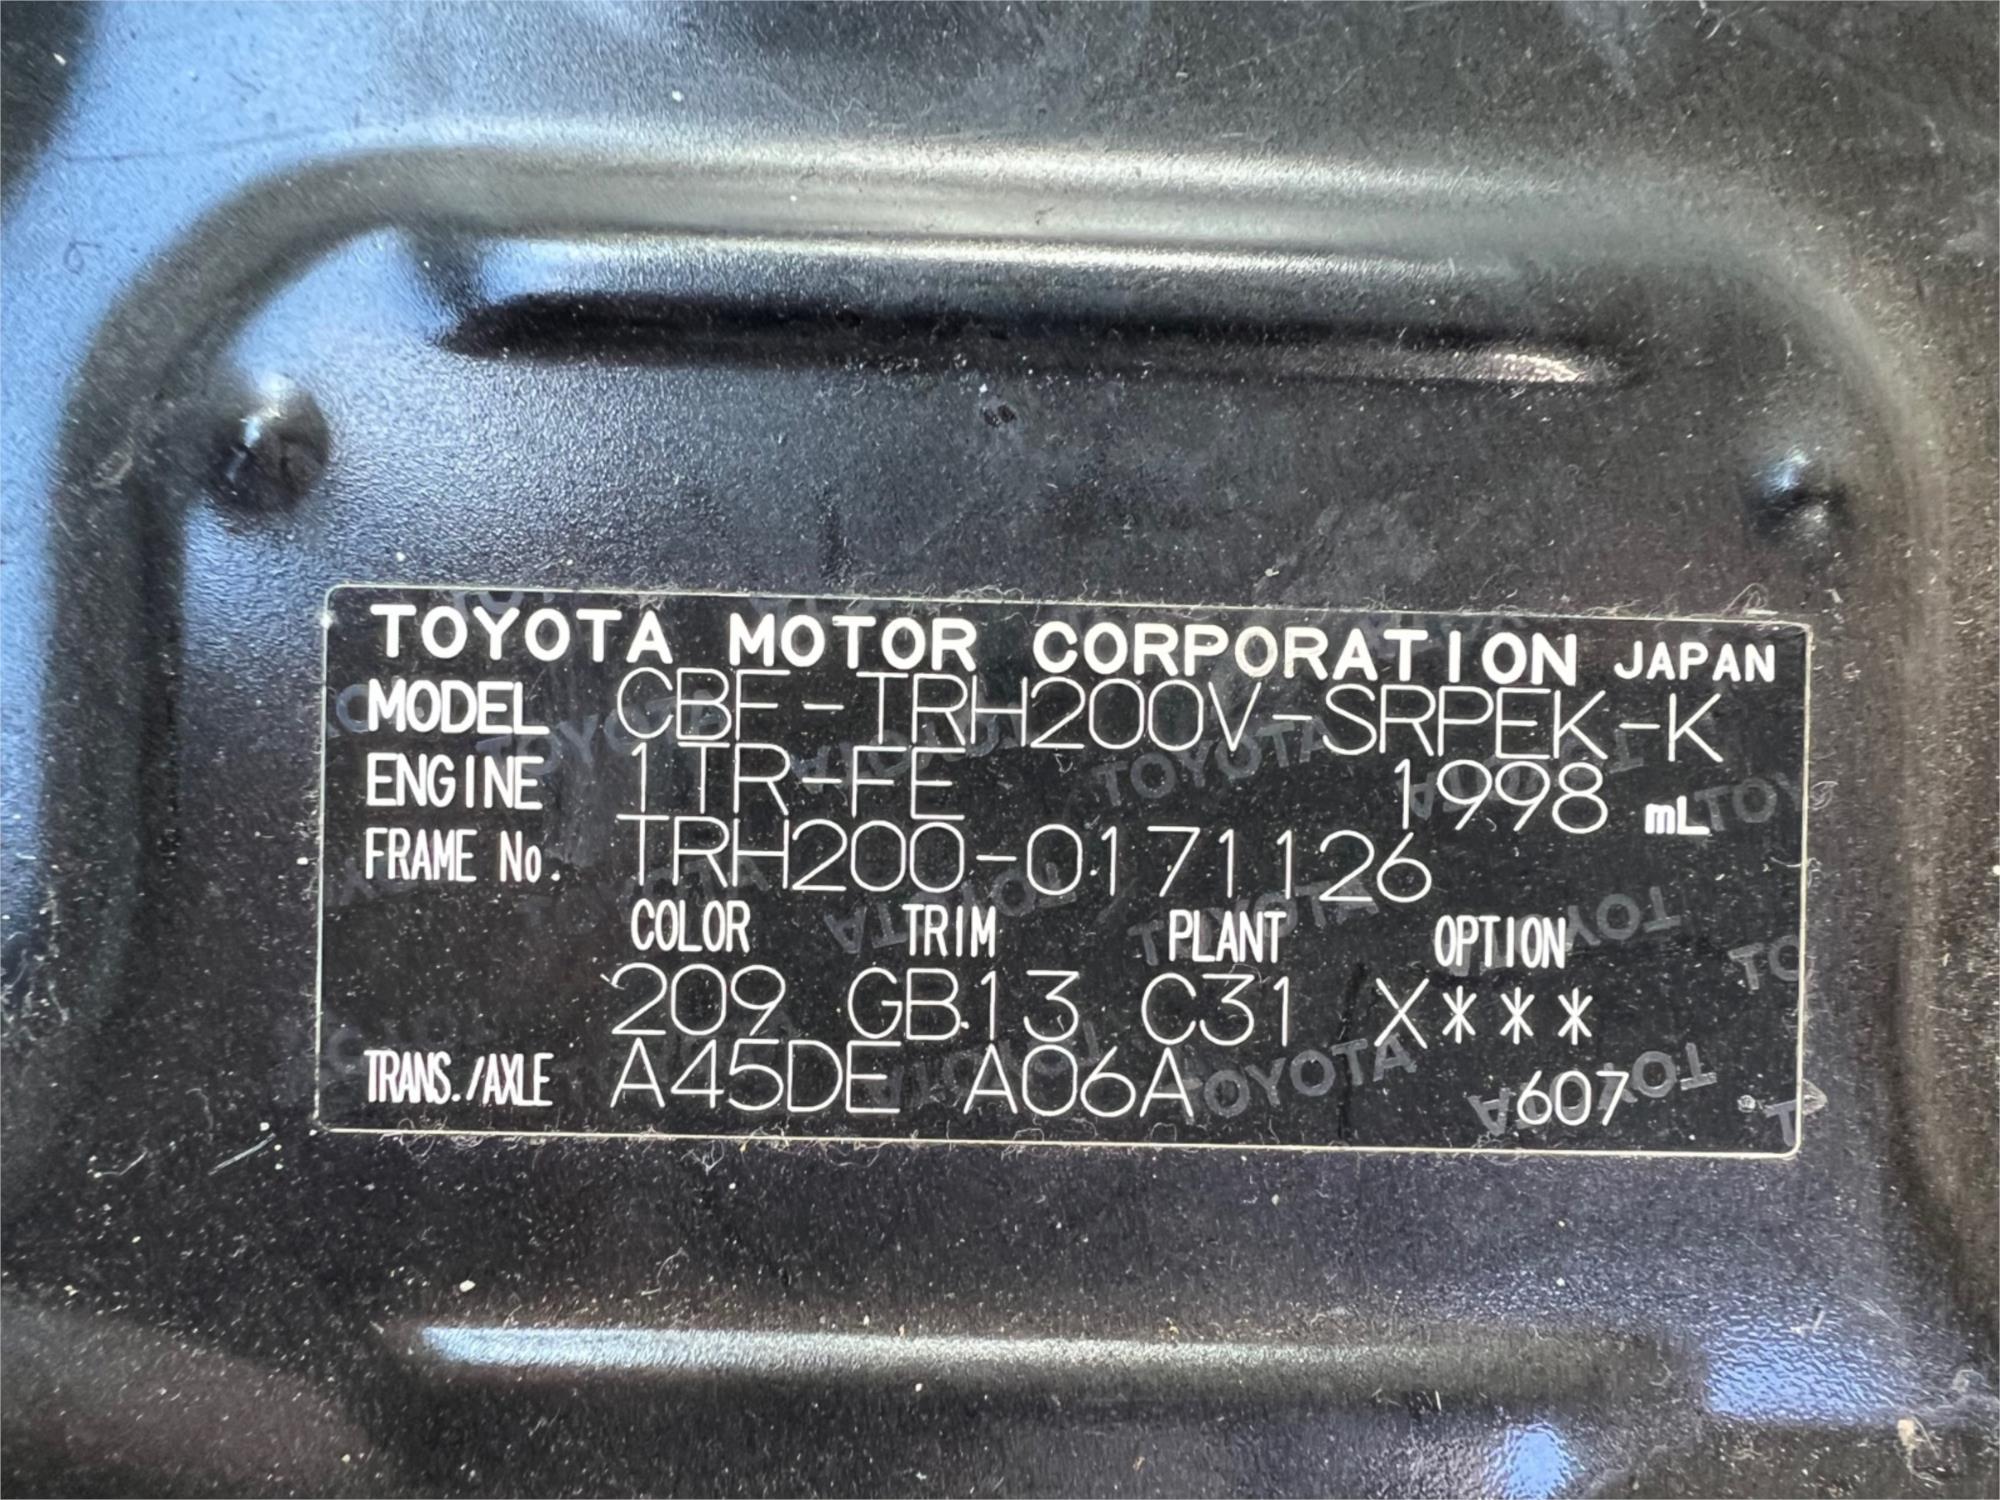 TOYOTA MOTOR CORPORATION JAPAN
MODEL CBF-TRH200V-SRPEK-K
ENGINE 1TR-FE 1998 mL
FRAME No. TRH200-0171126
COLOR TRIM PLANT OPTION
209 GB13 C31 X***
TRANS./AXLE A45DE A06A 607